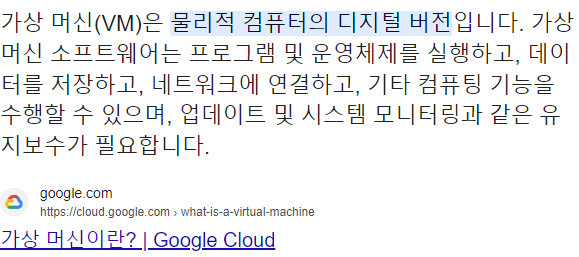 가상 머신(VM)은 물리적 컴퓨터의 디지털 버전입니다. 가상
머신 소프트웨어는 프로그램 및 운영체제를 실행하고, 데이
터를 저장하고, 네트워크에 연결하고, 기타 컴퓨팅 기능을
수행할 수 있으며, 업데이트 및 시스템 모니터링과 같은 유
지보수가 필요합니다.
google.com
https://cloud.google.com › what-is-a-virtual-machine
가상 머신이란? | Google Cloud